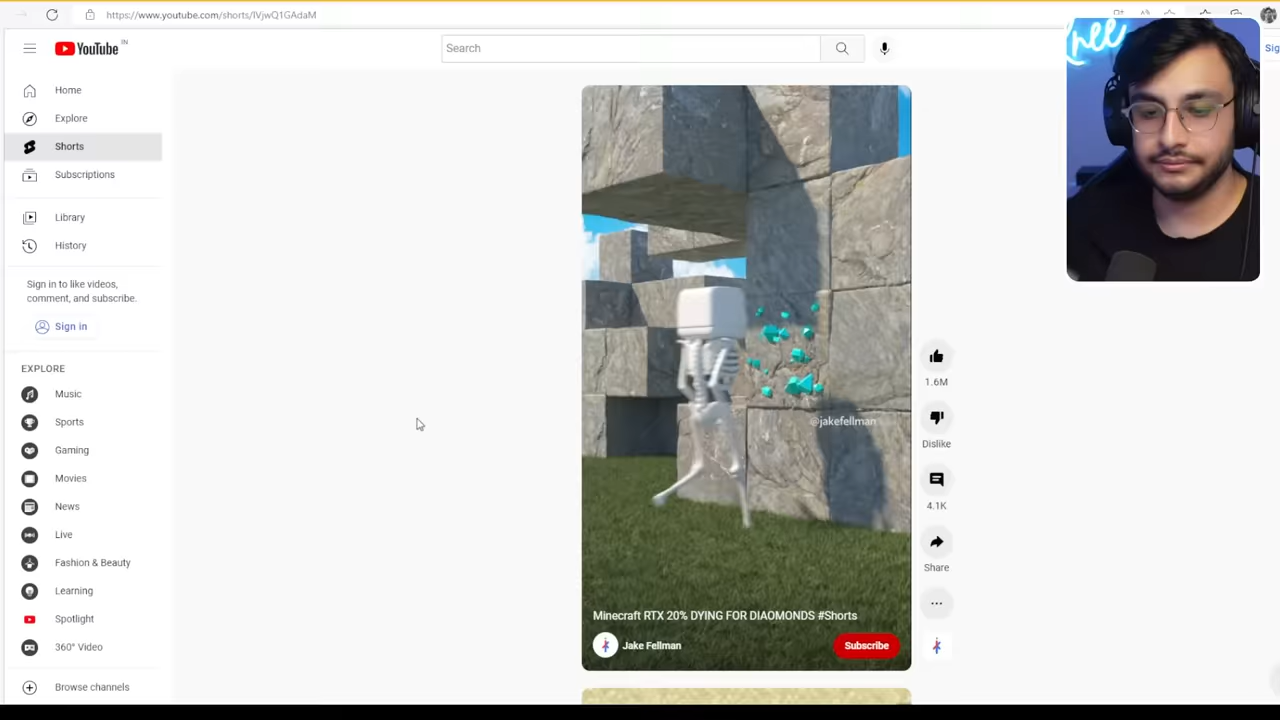 https://www.youtube.com/shorts/IVjwQ1GAdaM
YouTube IN
Search
Sig
Home
Explore
Shorts
Subscriptions
Library
History
Sign in to like videos,
comment, and subscribe.
Sign in
EXPLORE
Music
Sports
Gaming
Movies
News
Live
Fashion & Beauty
Learning
Spotlight
360° Video
Browse channels
@jakefellman
1.6M
Dislike
4.1K
Share
Minecraft RTX 20% DYING FOR DIAOMONDS #Shorts
Jake Fellman
Subscribe